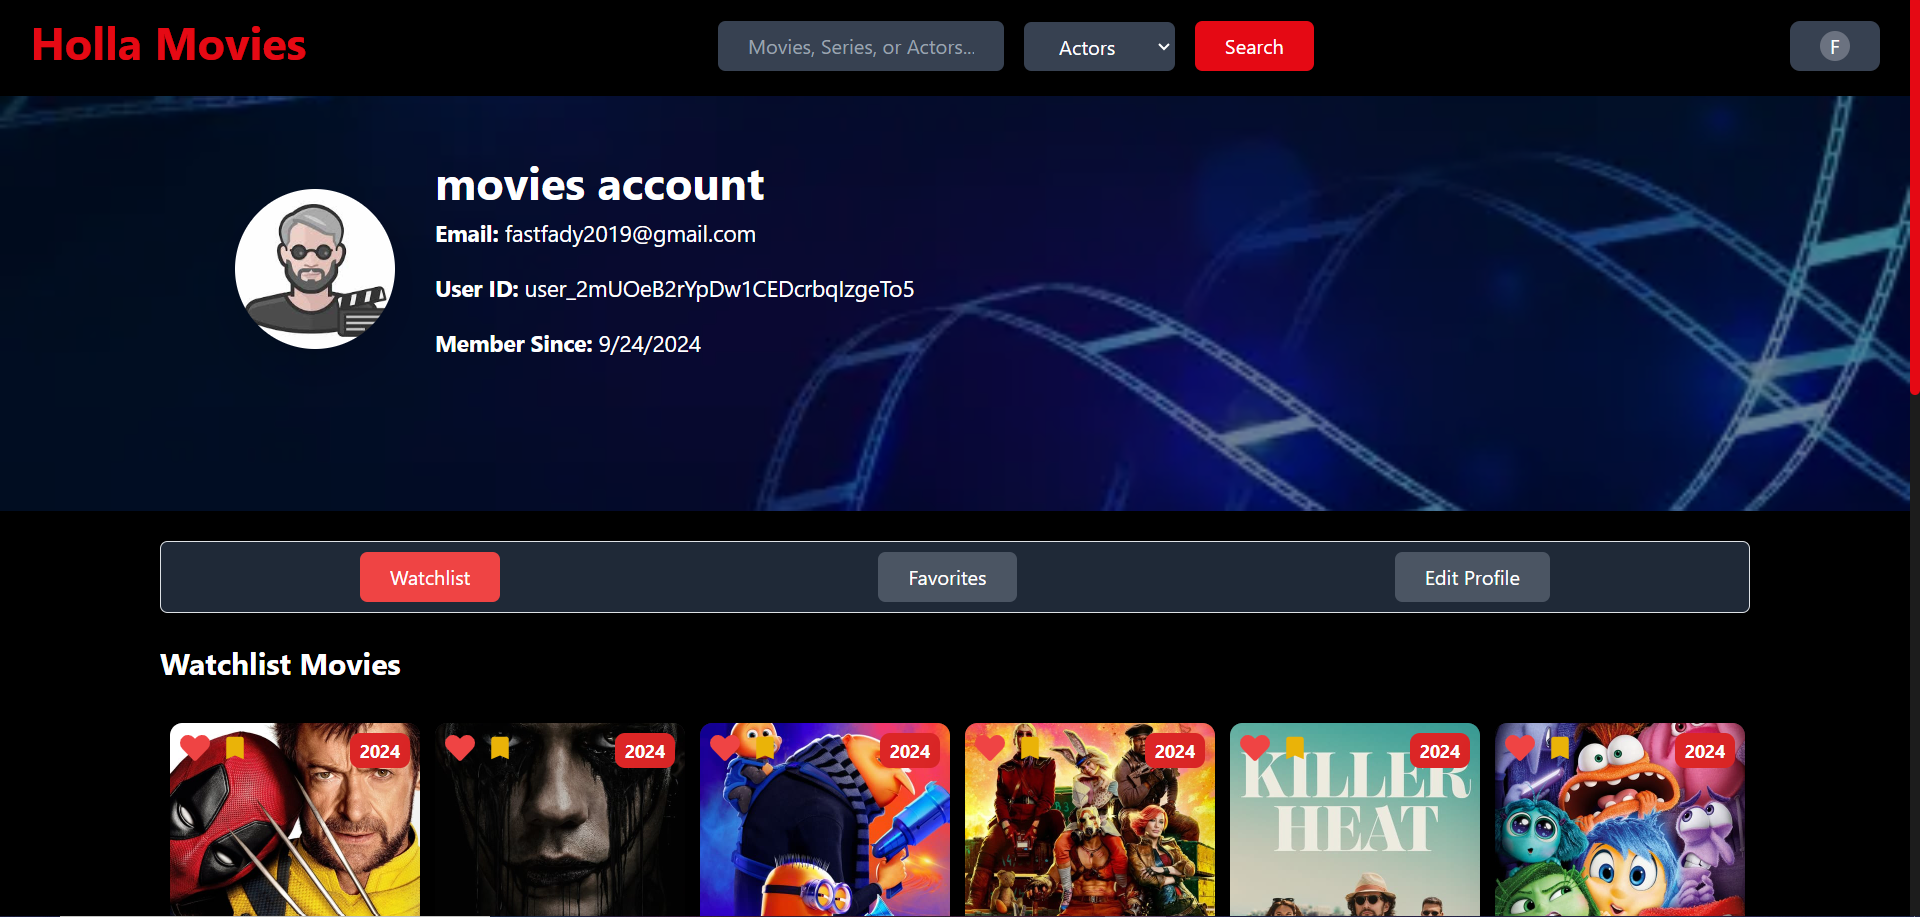 Holla Movies
Movies, Series, or Actors...
Actors
Search
F
movies account
Email: fastfady2019@gmail.com
User ID: user_2mUOeB2rYpDw1CEDcrbqIzgeTo5
Member Since: 9/24/2024
Watchlist
Favorites
Edit Profile
Watchlist Movies
2024
2024
2024
2024
2024
2024
KILLER
HEAT